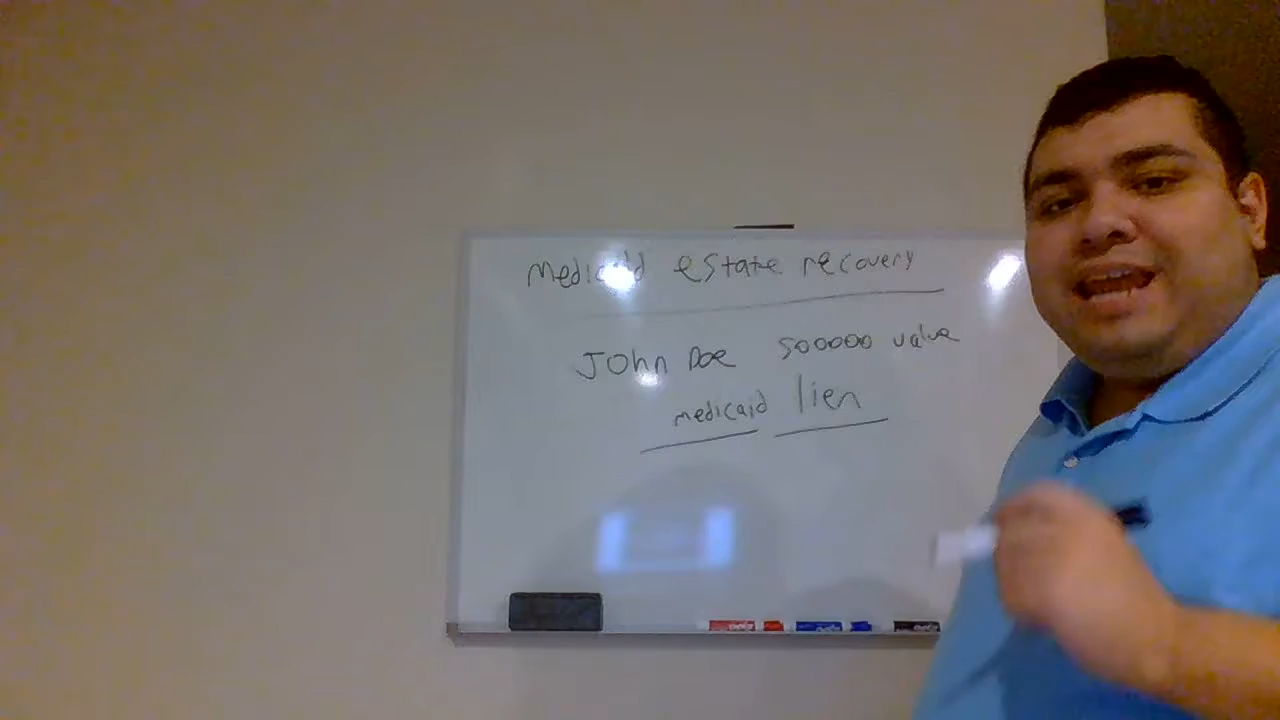 Medicaid estate recovery
John Doe 500000 value
medicaid lien